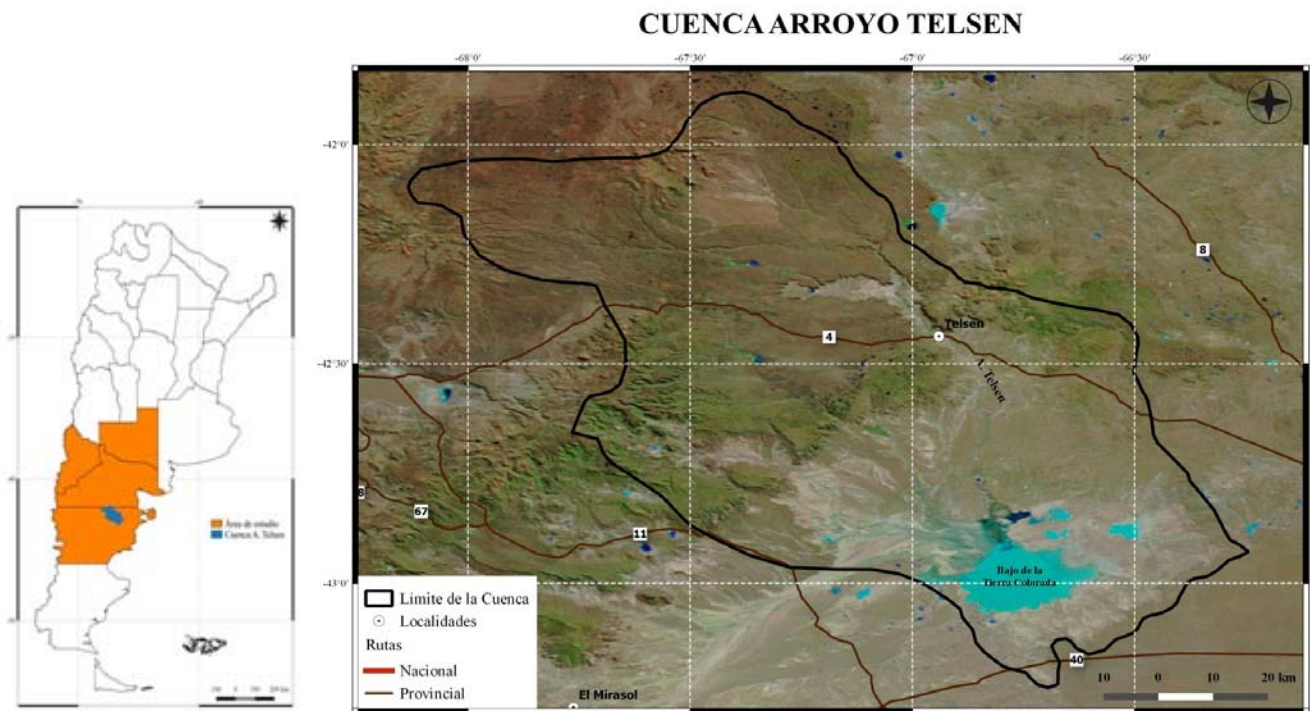 CUENCA ARROYO TELSEN
-68°0'
-67°30'
-67°0'
-66°30'
-42°0'
-42°30'
-43°0'
8
4
Telsen
A. Telsen
67
11
8
40
Bajo de la
Tierra Colorada
El Mirasol
Límite de la Cuenca
Localidades
Rutas
Nacional
Provincial
10 0 10 20 km
Área de estudio
Cuenca A. Telsen